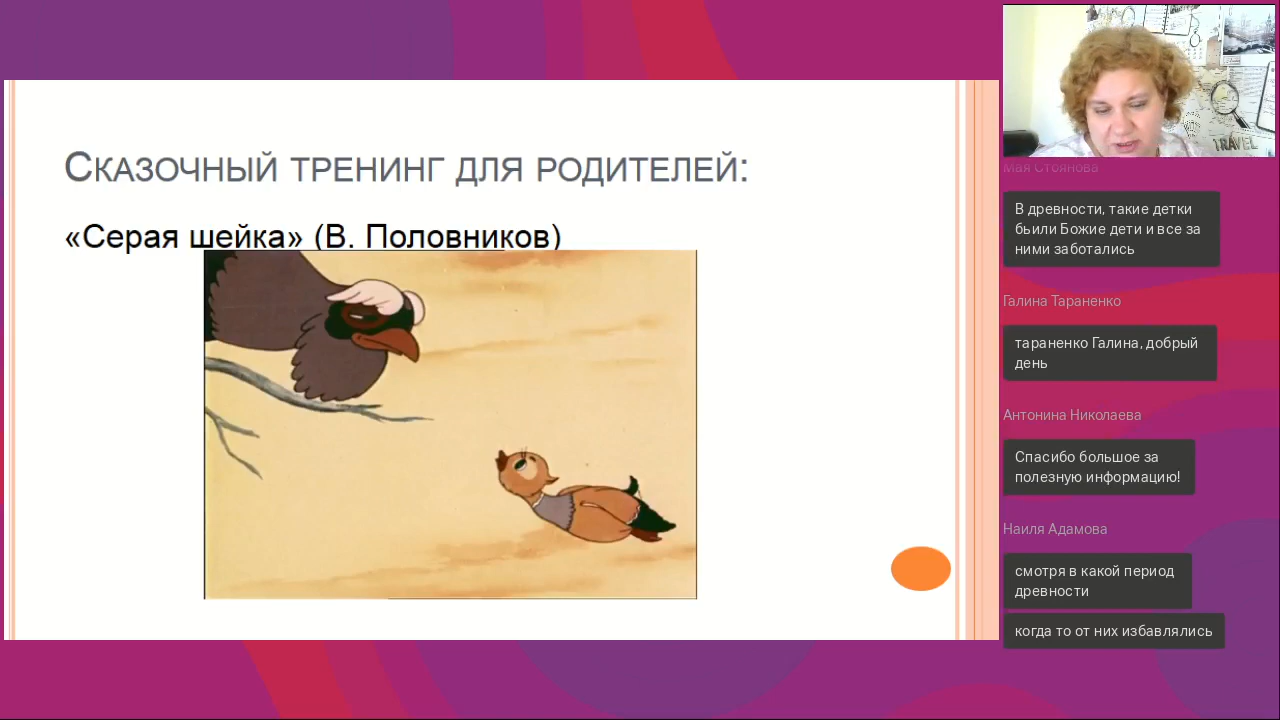 Сказочный тренинг для родителей:
«Серая шейка» (В. Половников)
TRAVEL
Мая Стоянова
В древности, такие детки
бьили Божие дети и все за
ними заботались
Галина Тараненко
тараненко Галина, добрый
день
Антонина Николаева
Спасибо большое за
полезную информацию!
Наиля Адамова
смотря в какой период
древности
когда то от них избавлялись